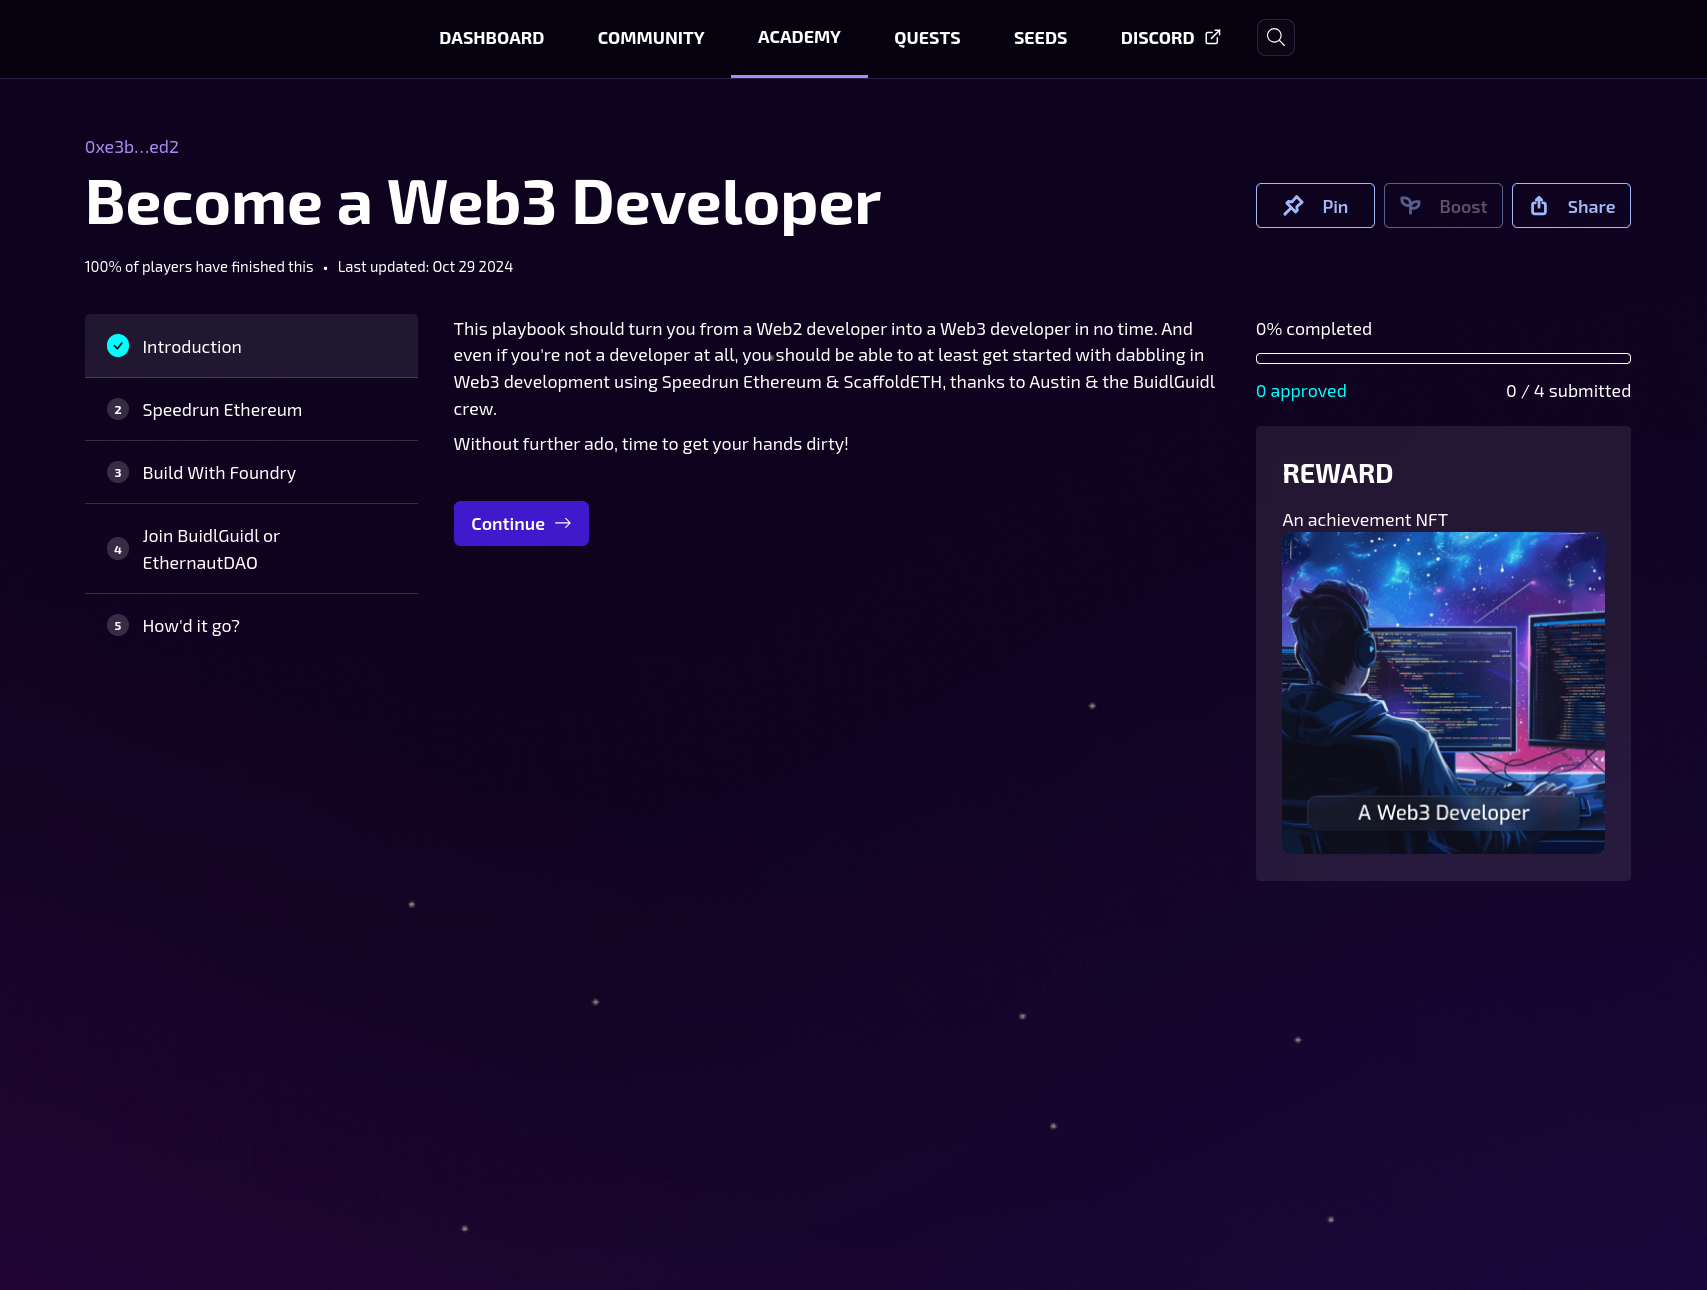 DASHBOARD COMMUNITY ACADEMY QUESTS SEEDS DISCORD
0xe3b...ed2
Become a Web3 Developer
Pin Boost Share
100% of players have finished this • Last updated: Oct 29 2024
Introduction
2 Speedrun Ethereum
3 Build With Foundry
4 Join BuidlGuidl or
EthernautDAO
5 How'd it go?
This playbook should turn you from a Web2 developer into a Web3 developer in no time. And
even if you're not a developer at all, you should be able to at least get started with dabbling in
Web3 development using Speedrun Ethereum & ScaffoldETH, thanks to Austin & the BuidlGuidl
crew.
Without further ado, time to get your hands dirty!
Continue
0% completed
0 approved 0 / 4 submitted
REWARD
An achievement NFT
A Web3 Developer